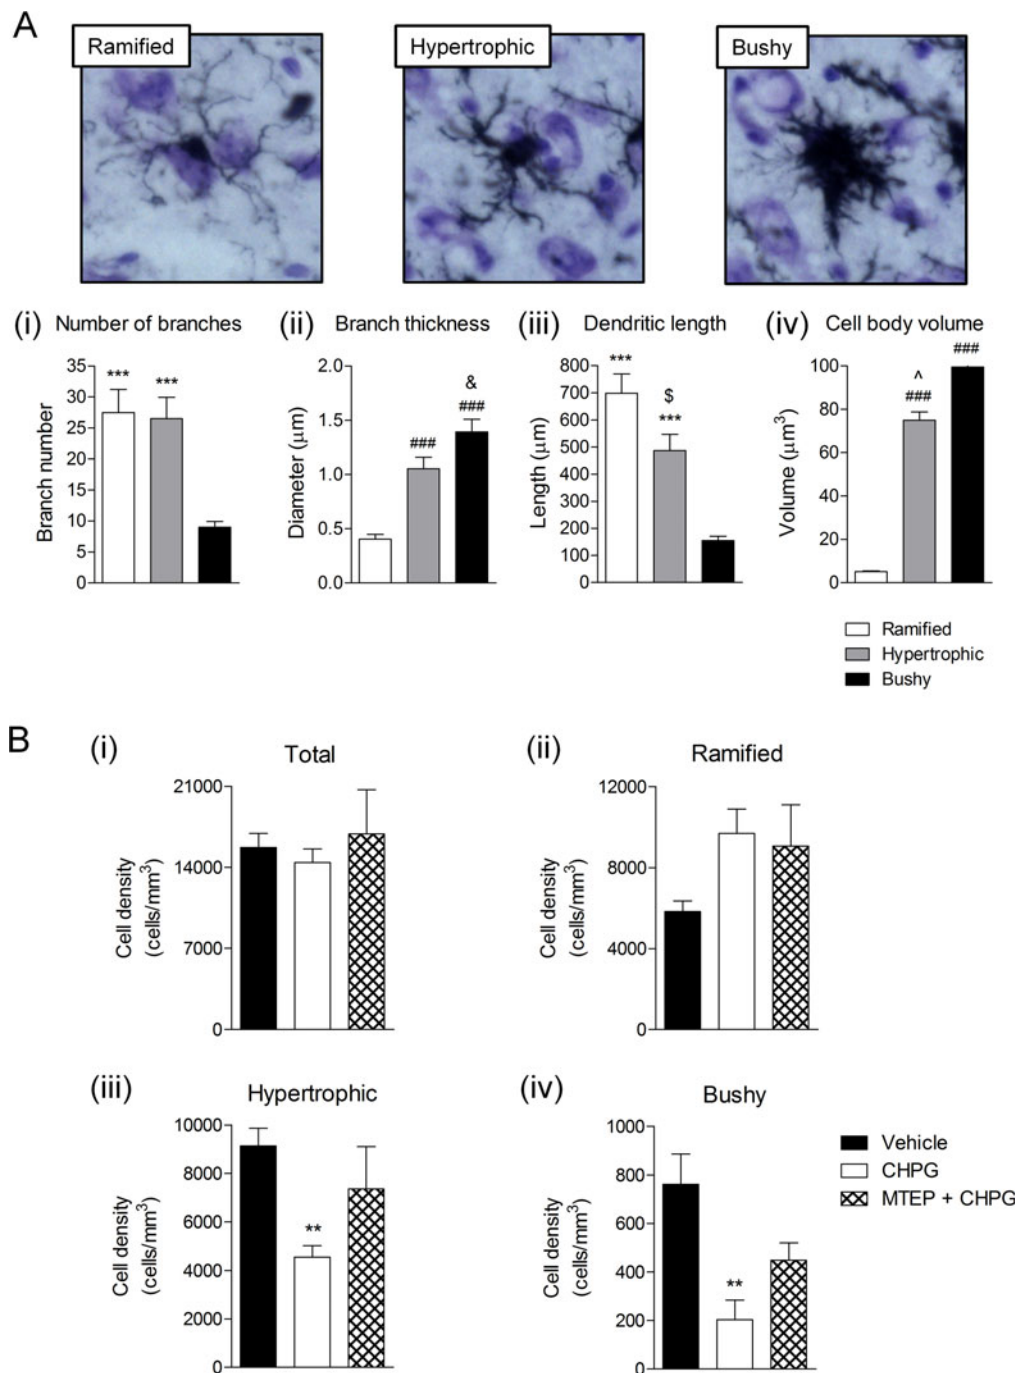 A
Ramified
Hypertrophic
Bushy
(i) Number of branches
35
30
25
20
15
10
5
0
Branch number
***
***
(ii) Branch thickness
2.0
1.5
1.0
0.5
0.0
Diameter (μm)
###
&
###
(iii) Dendritic length
800
700
600
500
400
300
200
100
0
Length (μm)
***
$
***
(iv) Cell body volume
100
80
60
40
20
0
Volume (μm³)
^
###
###
Ramified
Hypertrophic
Bushy
B
(i)
Total
21000
14000
7000
0
Cell density
(cells/mm³)
(ii)
Ramified
12000
8000
4000
0
Cell density
(cells/mm³)
(iii)
Hypertrophic
10000
8000
6000
4000
2000
0
Cell density
(cells/mm³)
**
(iv)
Bushy
1000
800
600
400
200
0
Cell density
(cells/mm³)
**
Vehicle
CHPG
MTEP + CHPG